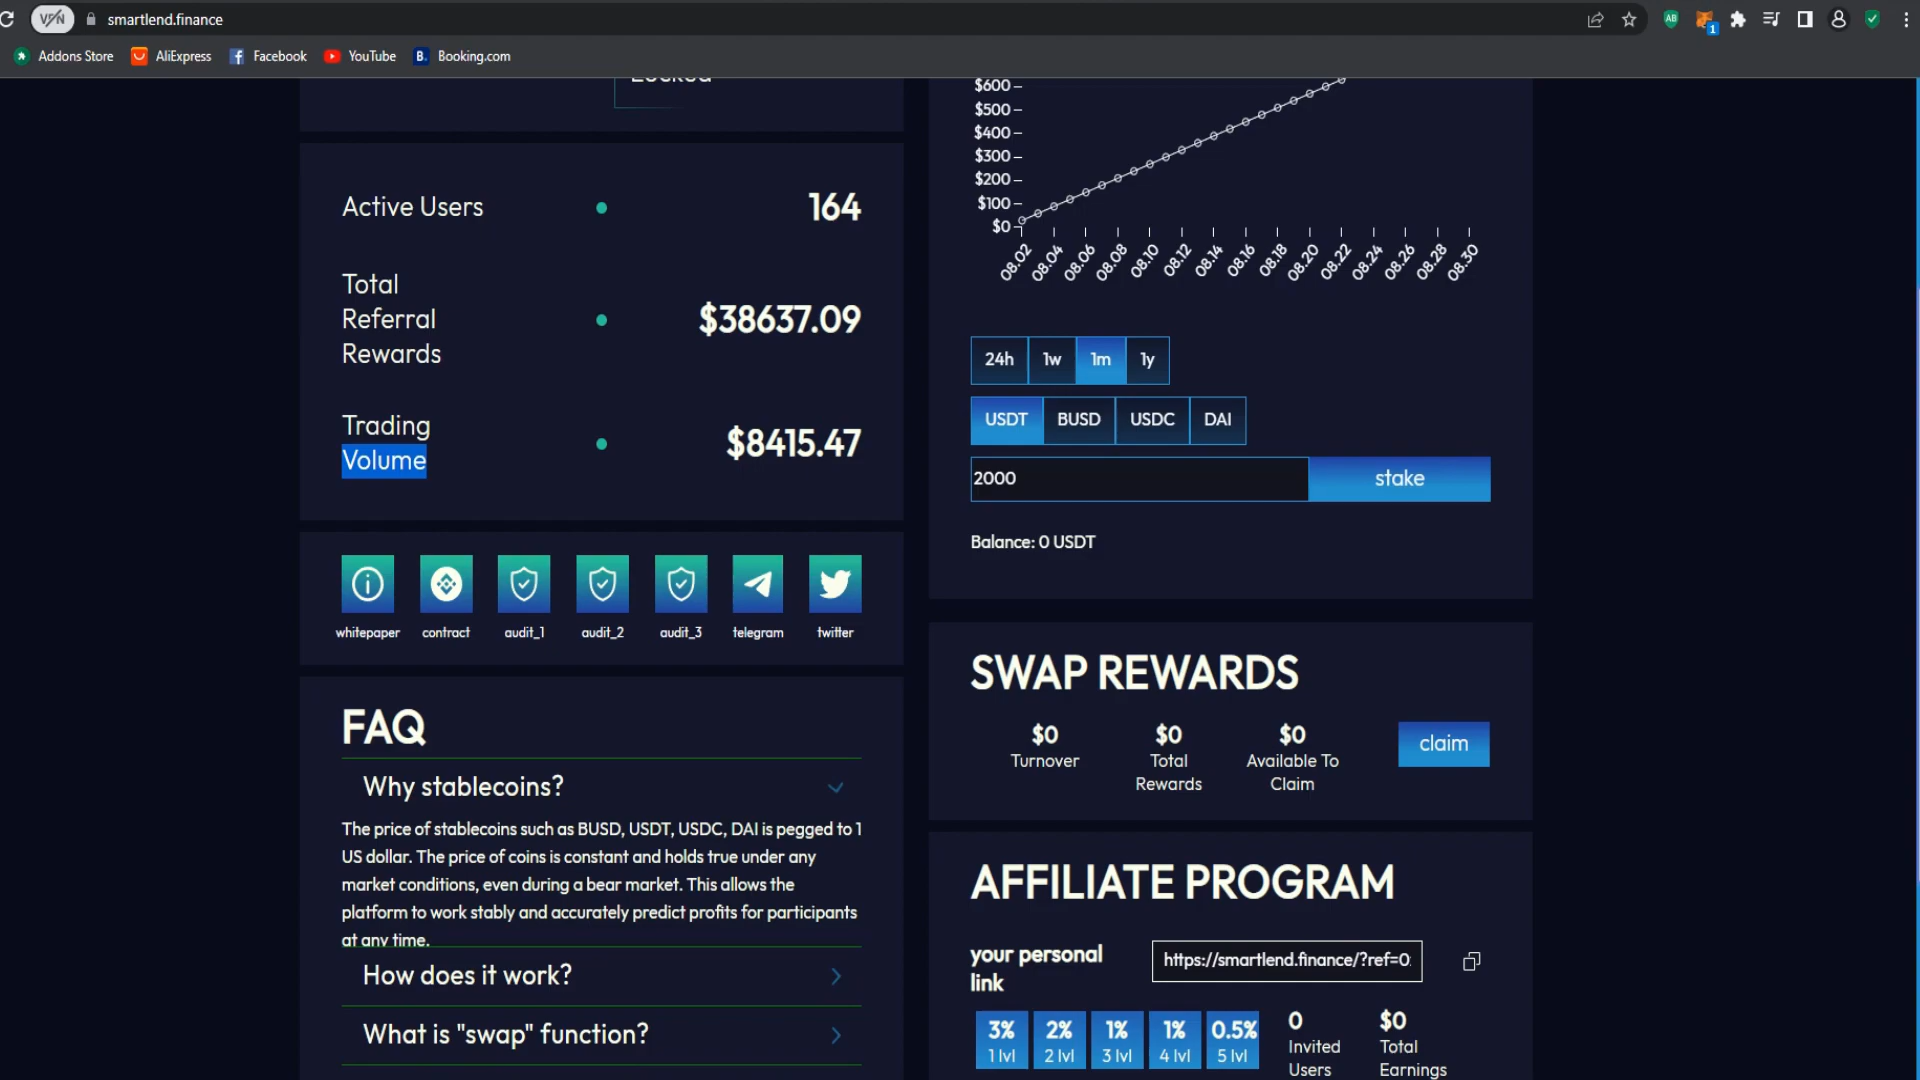 VPN
smartlend.finance
AB
1
Addons Store
AliExpress
Facebook
YouTube
B.
Booking.com
Locked
Active Users
164
Total
Referral
Rewards
$38637.09
Trading
Volume
$8415.47
whitepaper
contract
audit_1
audit_2
audit_3
telegram
twitter
FAQ
Why stablecoins?
The price of stablecoins such as BUSD, USDT, USDC, DAI is pegged to 1
US dollar. The price of coins is constant and holds true under any
market conditions, even during a bear market. This allows the
platform to work stably and accurately predict profits for participants
at any time.
How does it work?
What is "swap" function?
$600
$500
$400
$300
$200
$100
$0
08.02
08.04
08.06
08.08
08.10
08.12
08.14
08.16
08.18
08.20
08.22
08.24
08.26
08.28
08.30
24h
1w
1m
1y
USDT
BUSD
USDC
DAI
2000
stake
Balance: 0 USDT
SWAP REWARDS
$0
Turnover
$0
Total
Rewards
$0
Available To
Claim
claim
AFFILIATE PROGRAM
your personal
link
https://smartlend.finance/?ref=0
3%
1 lvl
2%
2 lvl
1%
3 lvl
1%
4 lvl
0.5%
5 lvl
0
Invited
Users
$0
Total
Earnings